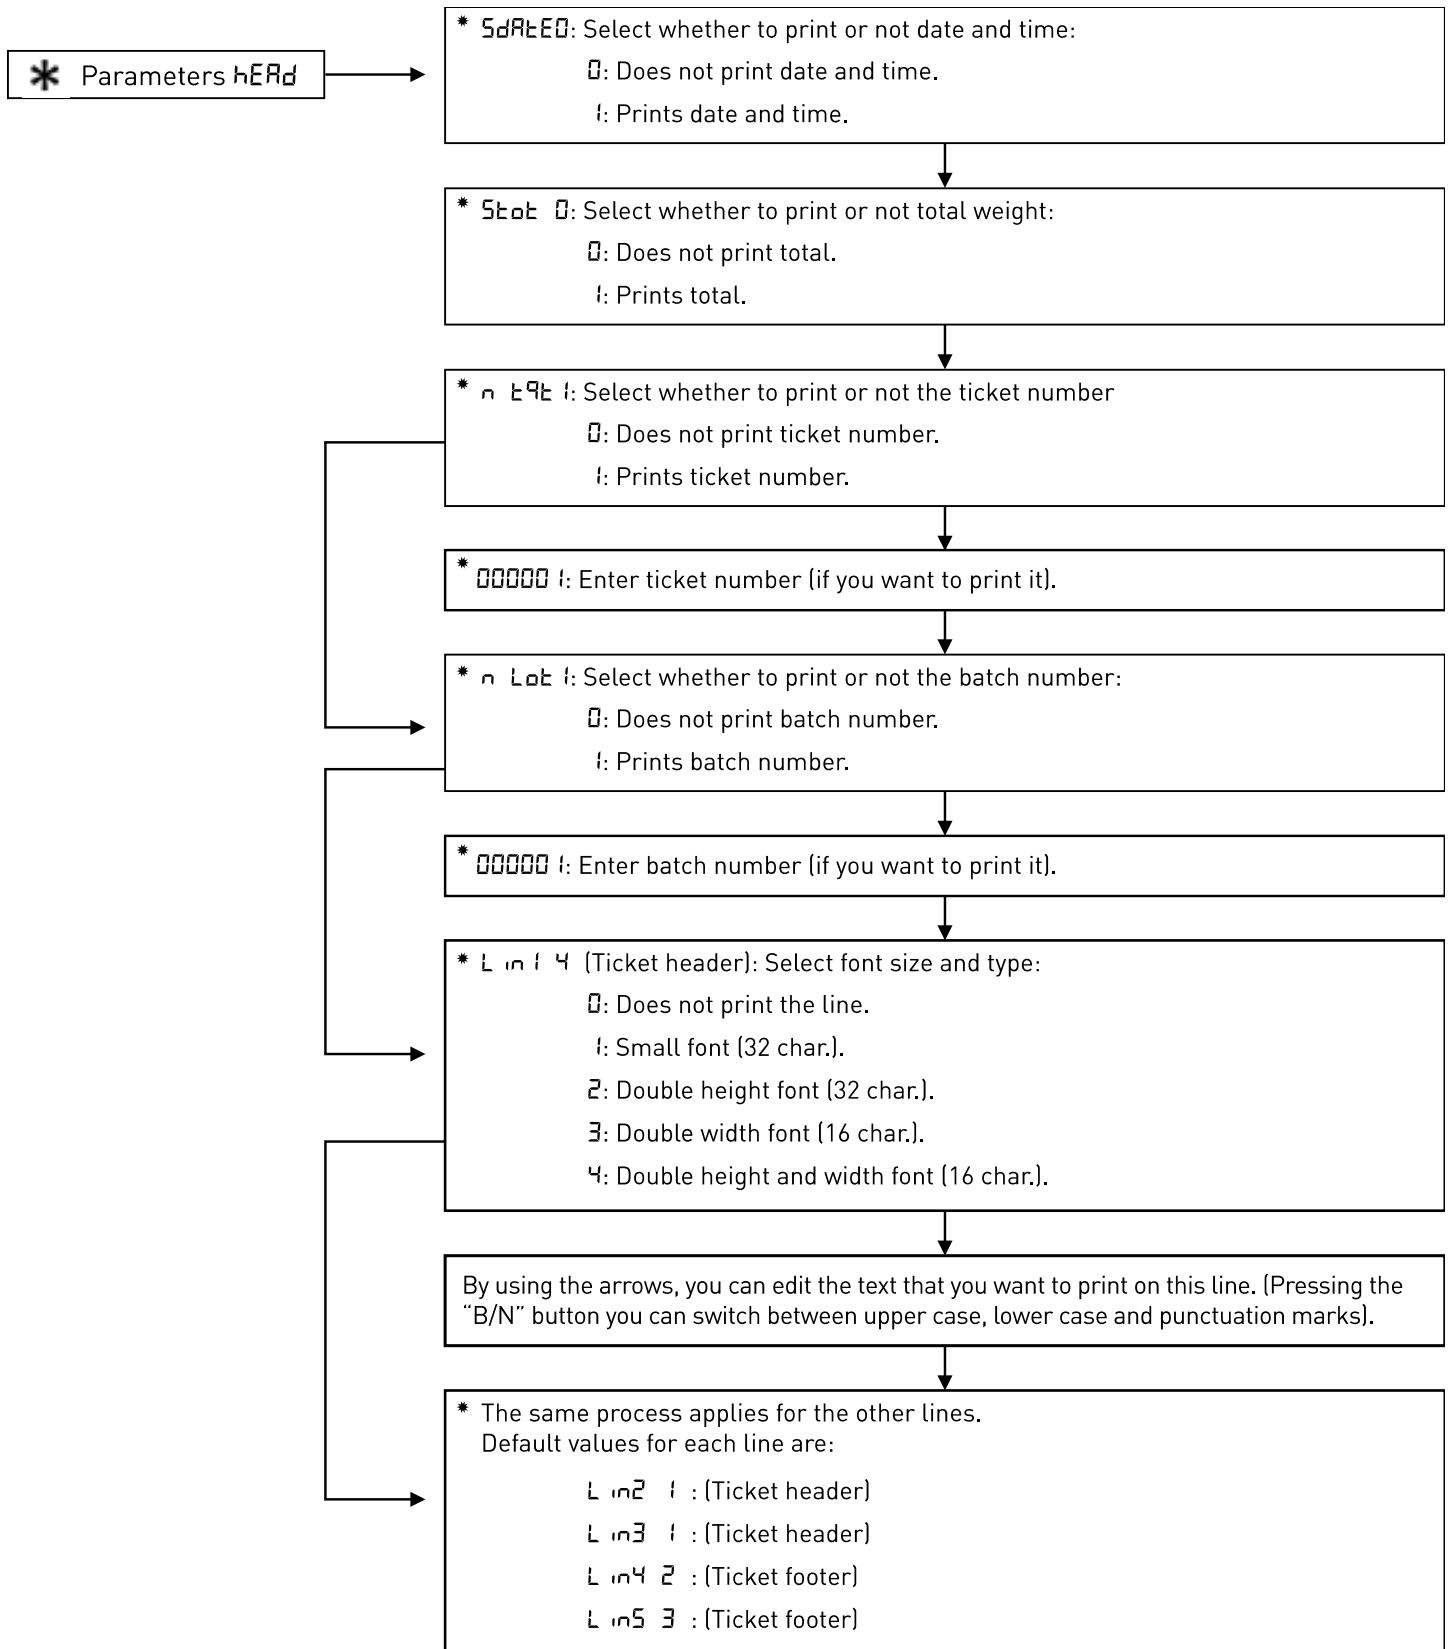 * Parameters hEAd
* SdAtE0: Select whether to print or not date and time:
0: Does not print date and time.
1: Prints date and time.
* Stot 0: Select whether to print or not total weight:
0: Does not print total.
1: Prints total.
* n tqt1: Select whether to print or not the ticket number
0: Does not print ticket number.
1: Prints ticket number.
* 000001: Enter ticket number (if you want to print it).
* n Lot1: Select whether to print or not the batch number:
0: Does not print batch number.
1: Prints batch number.
* 000001: Enter batch number (if you want to print it).
* Lin1 4 (Ticket header): Select font size and type:
0: Does not print the line.
1: Small font (32 char.).
2: Double height font (32 char.).
3: Double width font (16 char.).
4: Double height and width font (16 char.).
By using the arrows, you can edit the text that you want to print on this line. (Pressing the
“B/N” button you can switch between upper case, lower case and punctuation marks).
* The same process applies for the other lines.
Default values for each line are:
Lin2 1 : (Ticket header)
Lin3 1 : (Ticket header)
Lin4 2 : (Ticket footer)
Lin5 3 : (Ticket footer)